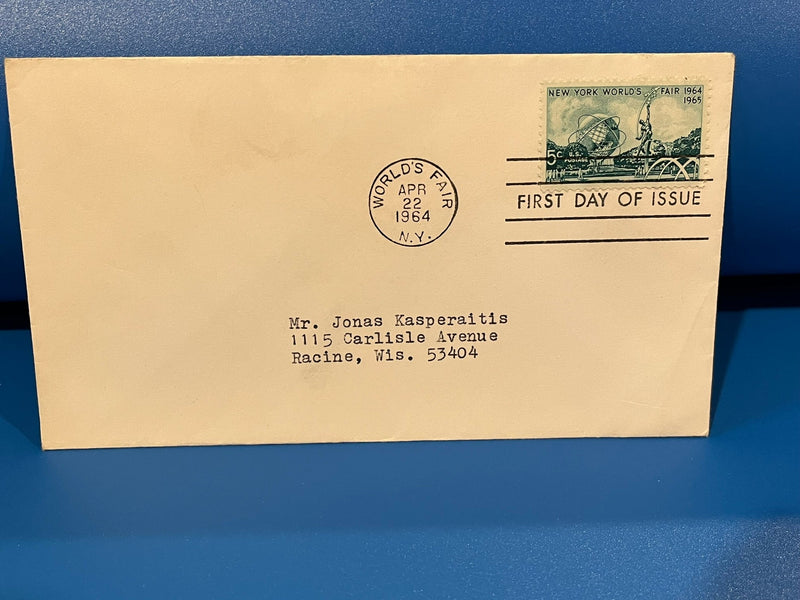 NEW YORK WORLD'S FAIR 1964
1965
5c U.S.
POSTAGE
WORLD'S FAIR
APR
22
1964
N.Y.
FIRST DAY OF ISSUE
Mr. Jonas Kasperaitis
1115 Carlisle Avenue
Racine, Wis. 53404